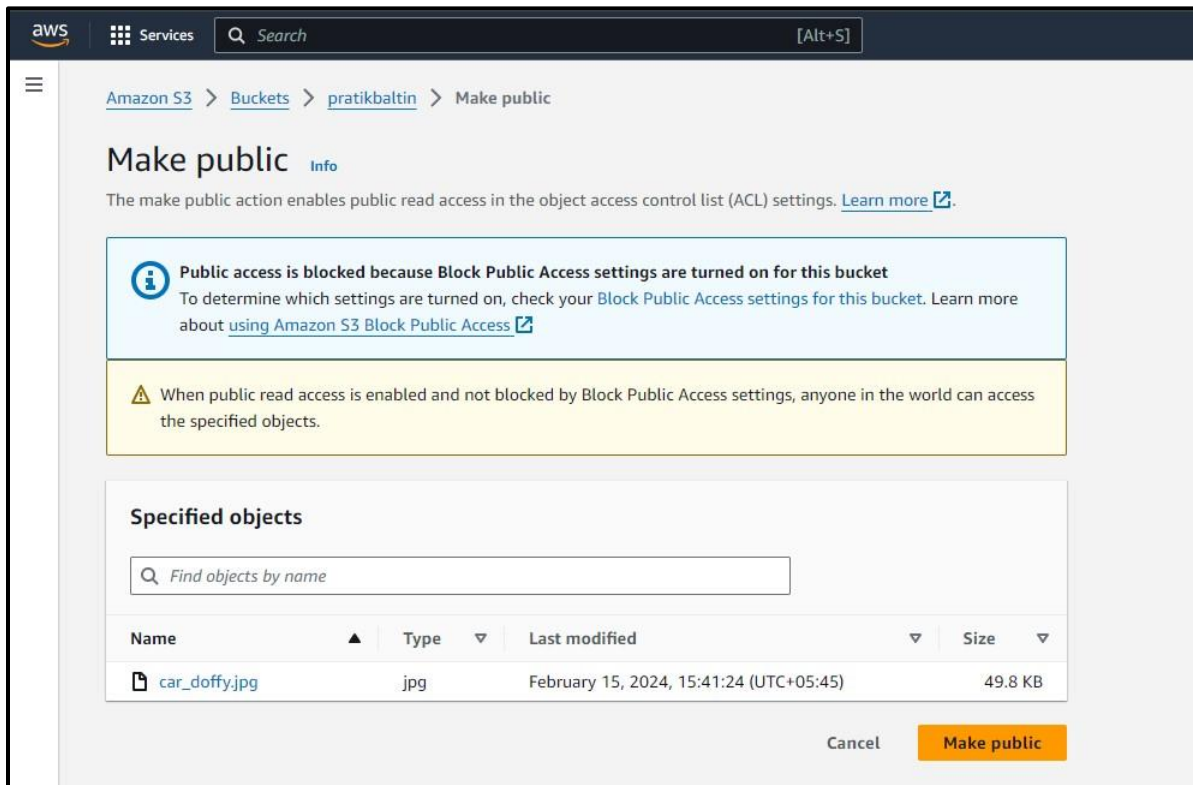 aws Services Search [Alt+S]
Amazon S3 > Buckets > pratikbaltin > Make public
Make public Info
The make public action enables public read access in the object access control list (ACL) settings. Learn more.
Public access is blocked because Block Public Access settings are turned on for this bucket
To determine which settings are turned on, check your Block Public Access settings for this bucket. Learn more
about using Amazon S3 Block Public Access
When public read access is enabled and not blocked by Block Public Access settings, anyone in the world can access
the specified objects.
Specified objects
Find objects by name
Name Type Last modified Size
car_doffy.jpg jpg February 15, 2024, 15:41:24 (UTC+05:45) 49.8 KB
Cancel Make public